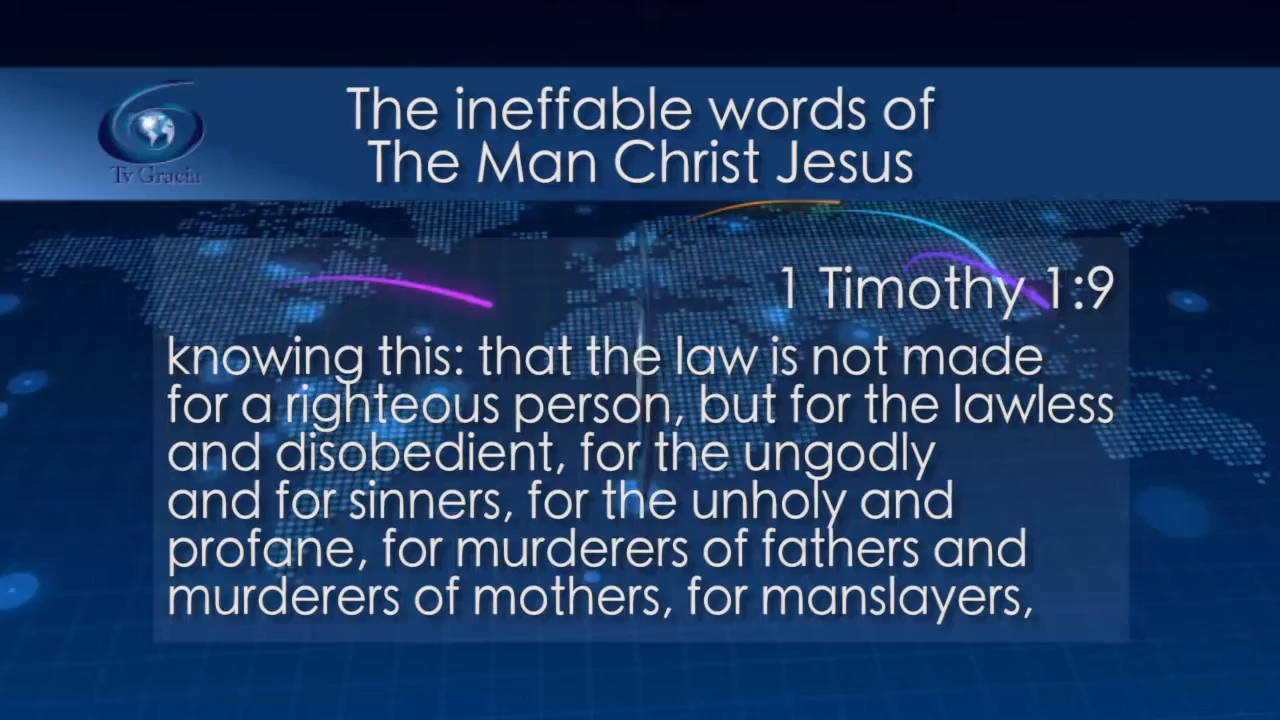 The ineffable words of
The Man Christ Jesus
Tv Gracia
1 Timothy 1:9
knowing this: that the law is not made
for a righteous person, but for the lawless
and disobedient, for the ungodly
and for sinners, for the unholy and
profane, for murderers of fathers and
murderers of mothers, for manslayers,